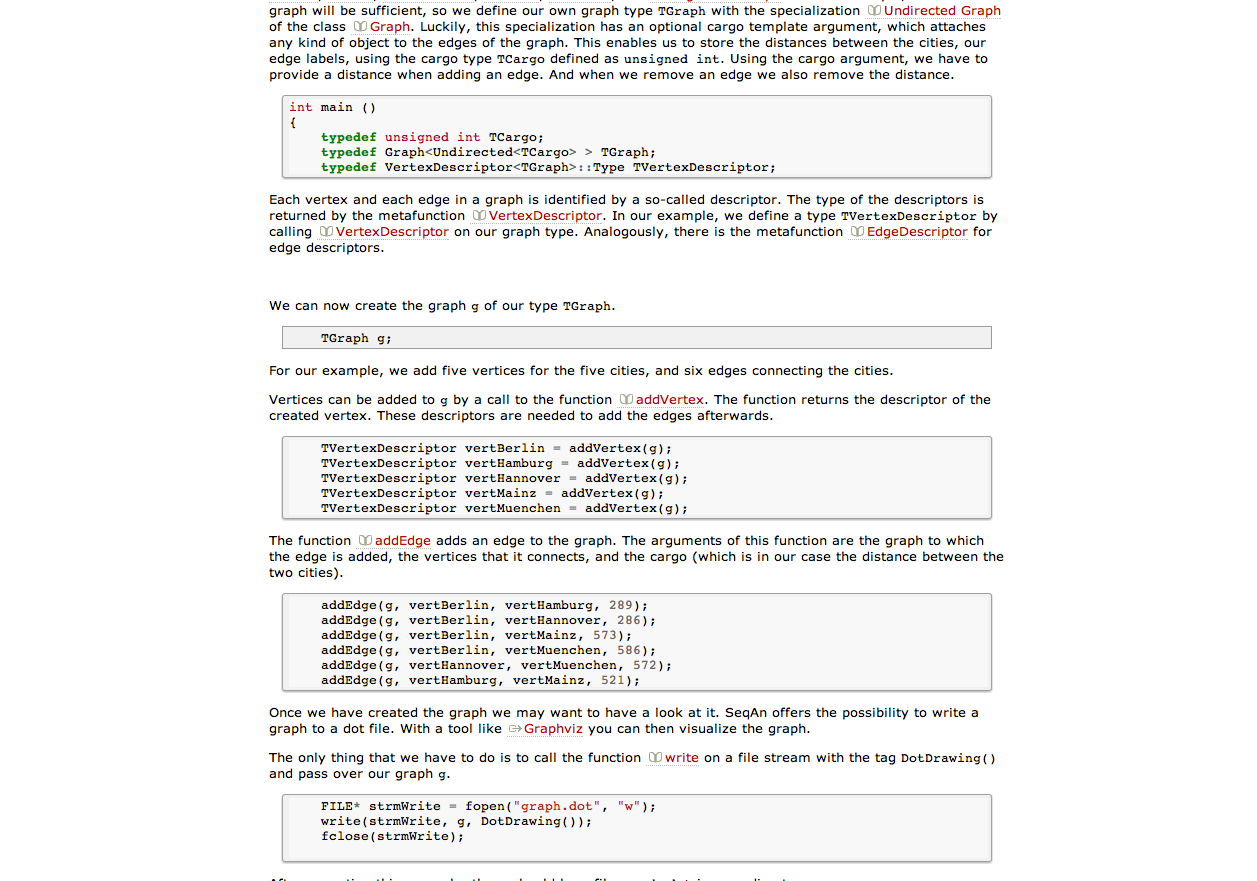 graph will be sufficient, so we define our own graph type TGraph with the specialization Undirected Graph
of the class Graph. Luckily, this specialization has an optional cargo template argument, which attaches
any kind of object to the edges of the graph. This enables us to store the distances between the cities, our
edge labels, using the cargo type TCargo defined as unsigned int. Using the cargo argument, we have to
provide a distance when adding an edge. And when we remove an edge we also remove the distance.
int main ()
{
    typedef unsigned int TCargo;
    typedef Graph<Undirected<TCargo> > TGraph;
    typedef VertexDescriptor<TGraph>::Type TVertexDescriptor;
Each vertex and each edge in a graph is identified by a so-called descriptor. The type of the descriptors is
returned by the metafunction VertexDescriptor. In our example, we define a type TVertexDescriptor by
calling VertexDescriptor on our graph type. Analogously, there is the metafunction EdgeDescriptor for
edge descriptors.
We can now create the graph g of our type TGraph.
    TGraph g;
For our example, we add five vertices for the five cities, and six edges connecting the cities.
Vertices can be added to g by a call to the function addVertex. The function returns the descriptor of the
created vertex. These descriptors are needed to add the edges afterwards.
    TVertexDescriptor vertBerlin = addVertex(g);
    TVertexDescriptor vertHamburg = addVertex(g);
    TVertexDescriptor vertHannover = addVertex(g);
    TVertexDescriptor vertMainz = addVertex(g);
    TVertexDescriptor vertMuenchen = addVertex(g);
The function addEdge adds an edge to the graph. The arguments of this function are the graph to which
the edge is added, the vertices that it connects, and the cargo (which is in our case the distance between the
two cities).
    addEdge(g, vertBerlin, vertHamburg, 289);
    addEdge(g, vertBerlin, vertHannover, 286);
    addEdge(g, vertBerlin, vertMainz, 573);
    addEdge(g, vertBerlin, vertMuenchen, 586);
    addEdge(g, vertHannover, vertMuenchen, 572);
    addEdge(g, vertHamburg, vertMainz, 521);
Once we have created the graph we may want to have a look at it. SeqAn offers the possibility to write a
graph to a dot file. With a tool like Graphviz you can then visualize the graph.
The only thing that we have to do is to call the function write on a file stream with the tag DotDrawing()
and pass over our graph g.
    FILE* strmWrite = fopen("graph.dot", "w");
    write(strmWrite, g, DotDrawing());
    fclose(strmWrite);